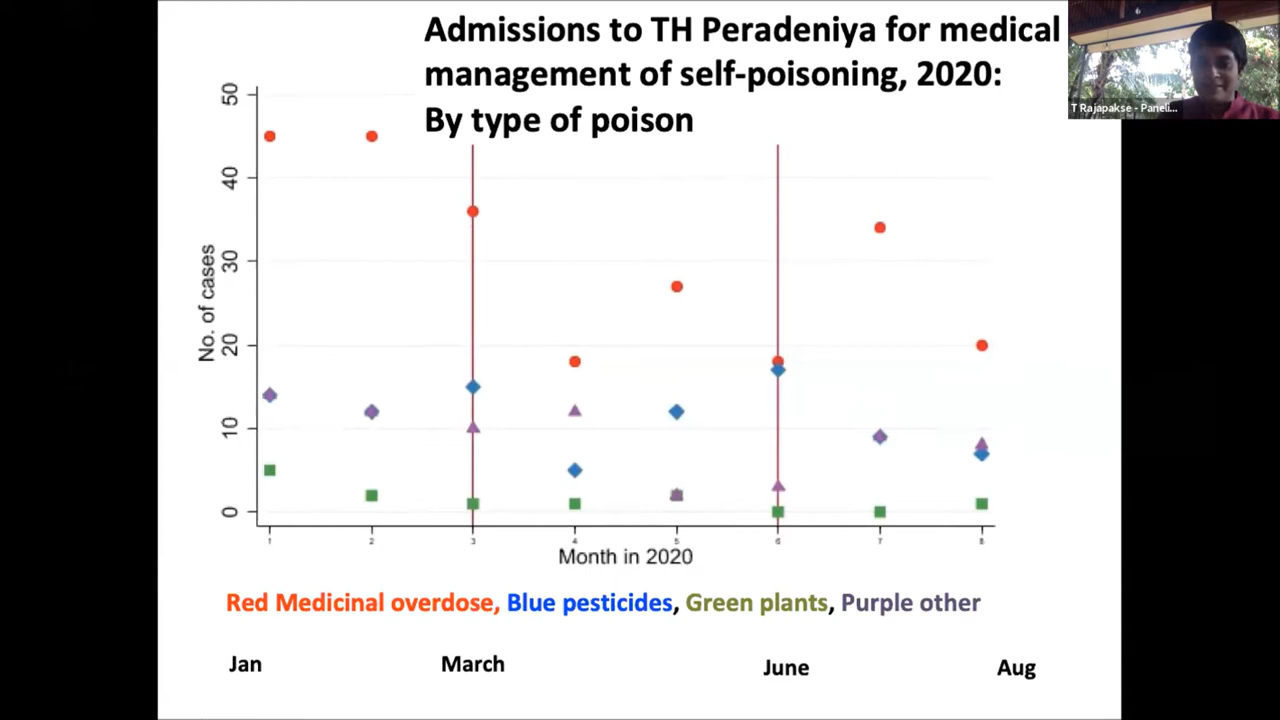 Admissions to TH Peradeniya for medical
management of self-poisoning, 2020:
By type of poison
T Rajapakse - Paneli...
50
40
30
20
10
0
No. of cases
1 2 3 4 5 6 7 8
Month in 2020
Red Medicinal overdose, Blue pesticides, Green plants, Purple other
Jan March June Aug